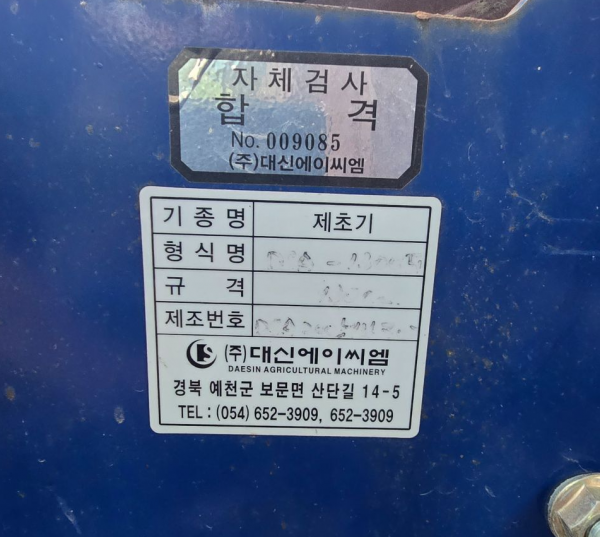 자체검사
합 격
No. 009085
(주)대신에이씨엠
기종명 제초기
형식명
규 격
제조번호
(주)대신에이씨엠
DAESIN AGRICULTURAL MACHINERY
경북 예천군 보문면 산단길 14-5
TEL : (054) 652-3909, 652-3909